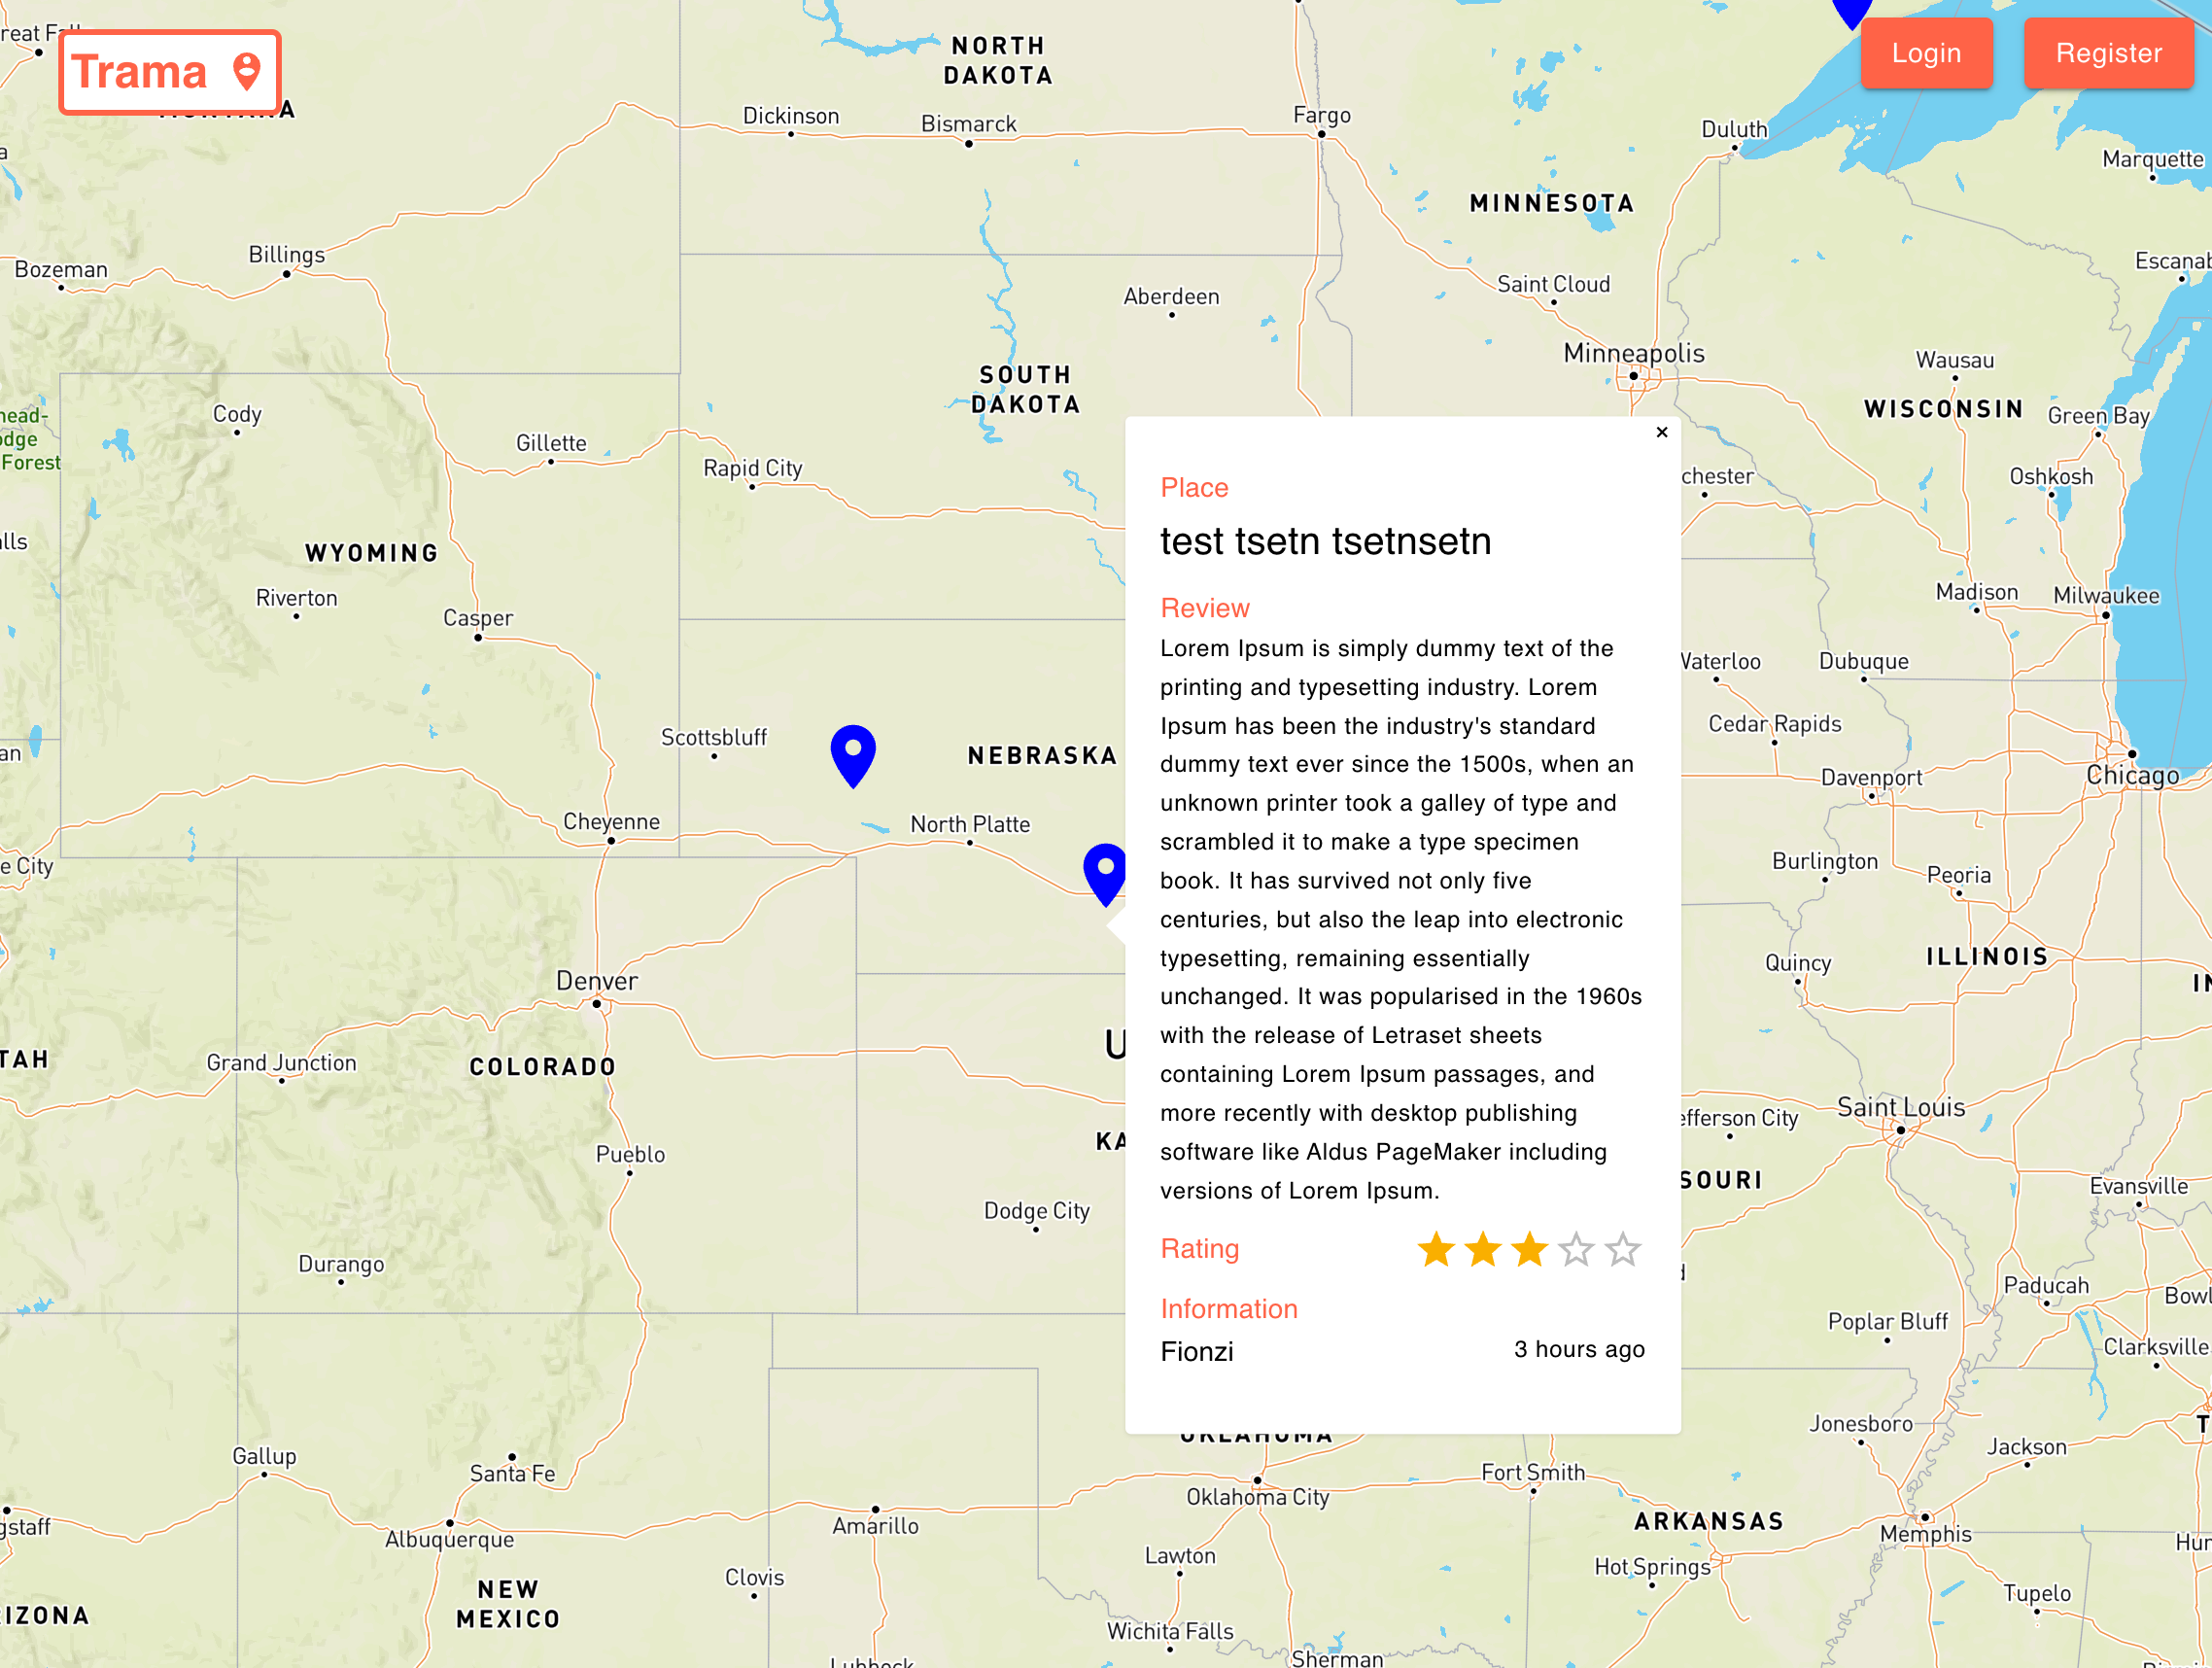 Trama
Login
Register
NORTH
DAKOTA
Dickinson
Bismarck
Fargo
Duluth
Marquette
MINNESOTA
Billings
Bozeman
Aberdeen
Saint Cloud
Minneapolis
Wausau
SOUTH
DAKOTA
WISCONSIN
Green Bay
Cody
Gillette
Rapid City
Oshkosh
Forest
WYOMING
Riverton
Casper
Madison
Milwaukee
Dubuque
Scottsbluff
NEBRASKA
Cedar Rapids
Davenport
Chicago
Cheyenne
North Platte
Burlington
Peoria
Quincy
ILLINOIS
Denver
Grand Junction
COLORADO
Saint Louis
Pueblo
Evansville
Dodge City
Durango
Paducah
Poplar Bluff
Clarksville
Place
test tsetn tsetnsetn
Review
Lorem Ipsum is simply dummy text of the
printing and typesetting industry. Lorem
Ipsum has been the industry's standard
dummy text ever since the 1500s, when an
unknown printer took a galley of type and
scrambled it to make a type specimen
book. It has survived not only five
centuries, but also the leap into electronic
typesetting, remaining essentially
unchanged. It was popularised in the 1960s
with the release of Letraset sheets
containing Lorem Ipsum passages, and
more recently with desktop publishing
software like Aldus PageMaker including
versions of Lorem Ipsum.
Rating
Information
Fionzi
3 hours ago
OKLAHOMA
Jonesboro
Jackson
Gallup
Santa Fe
Fort Smith
Oklahoma City
ARKANSAS
Memphis
Albuquerque
Amarillo
Lawton
Hot Springs
Clovis
NEW
MEXICO
Tupelo
Wichita Falls
Sherman